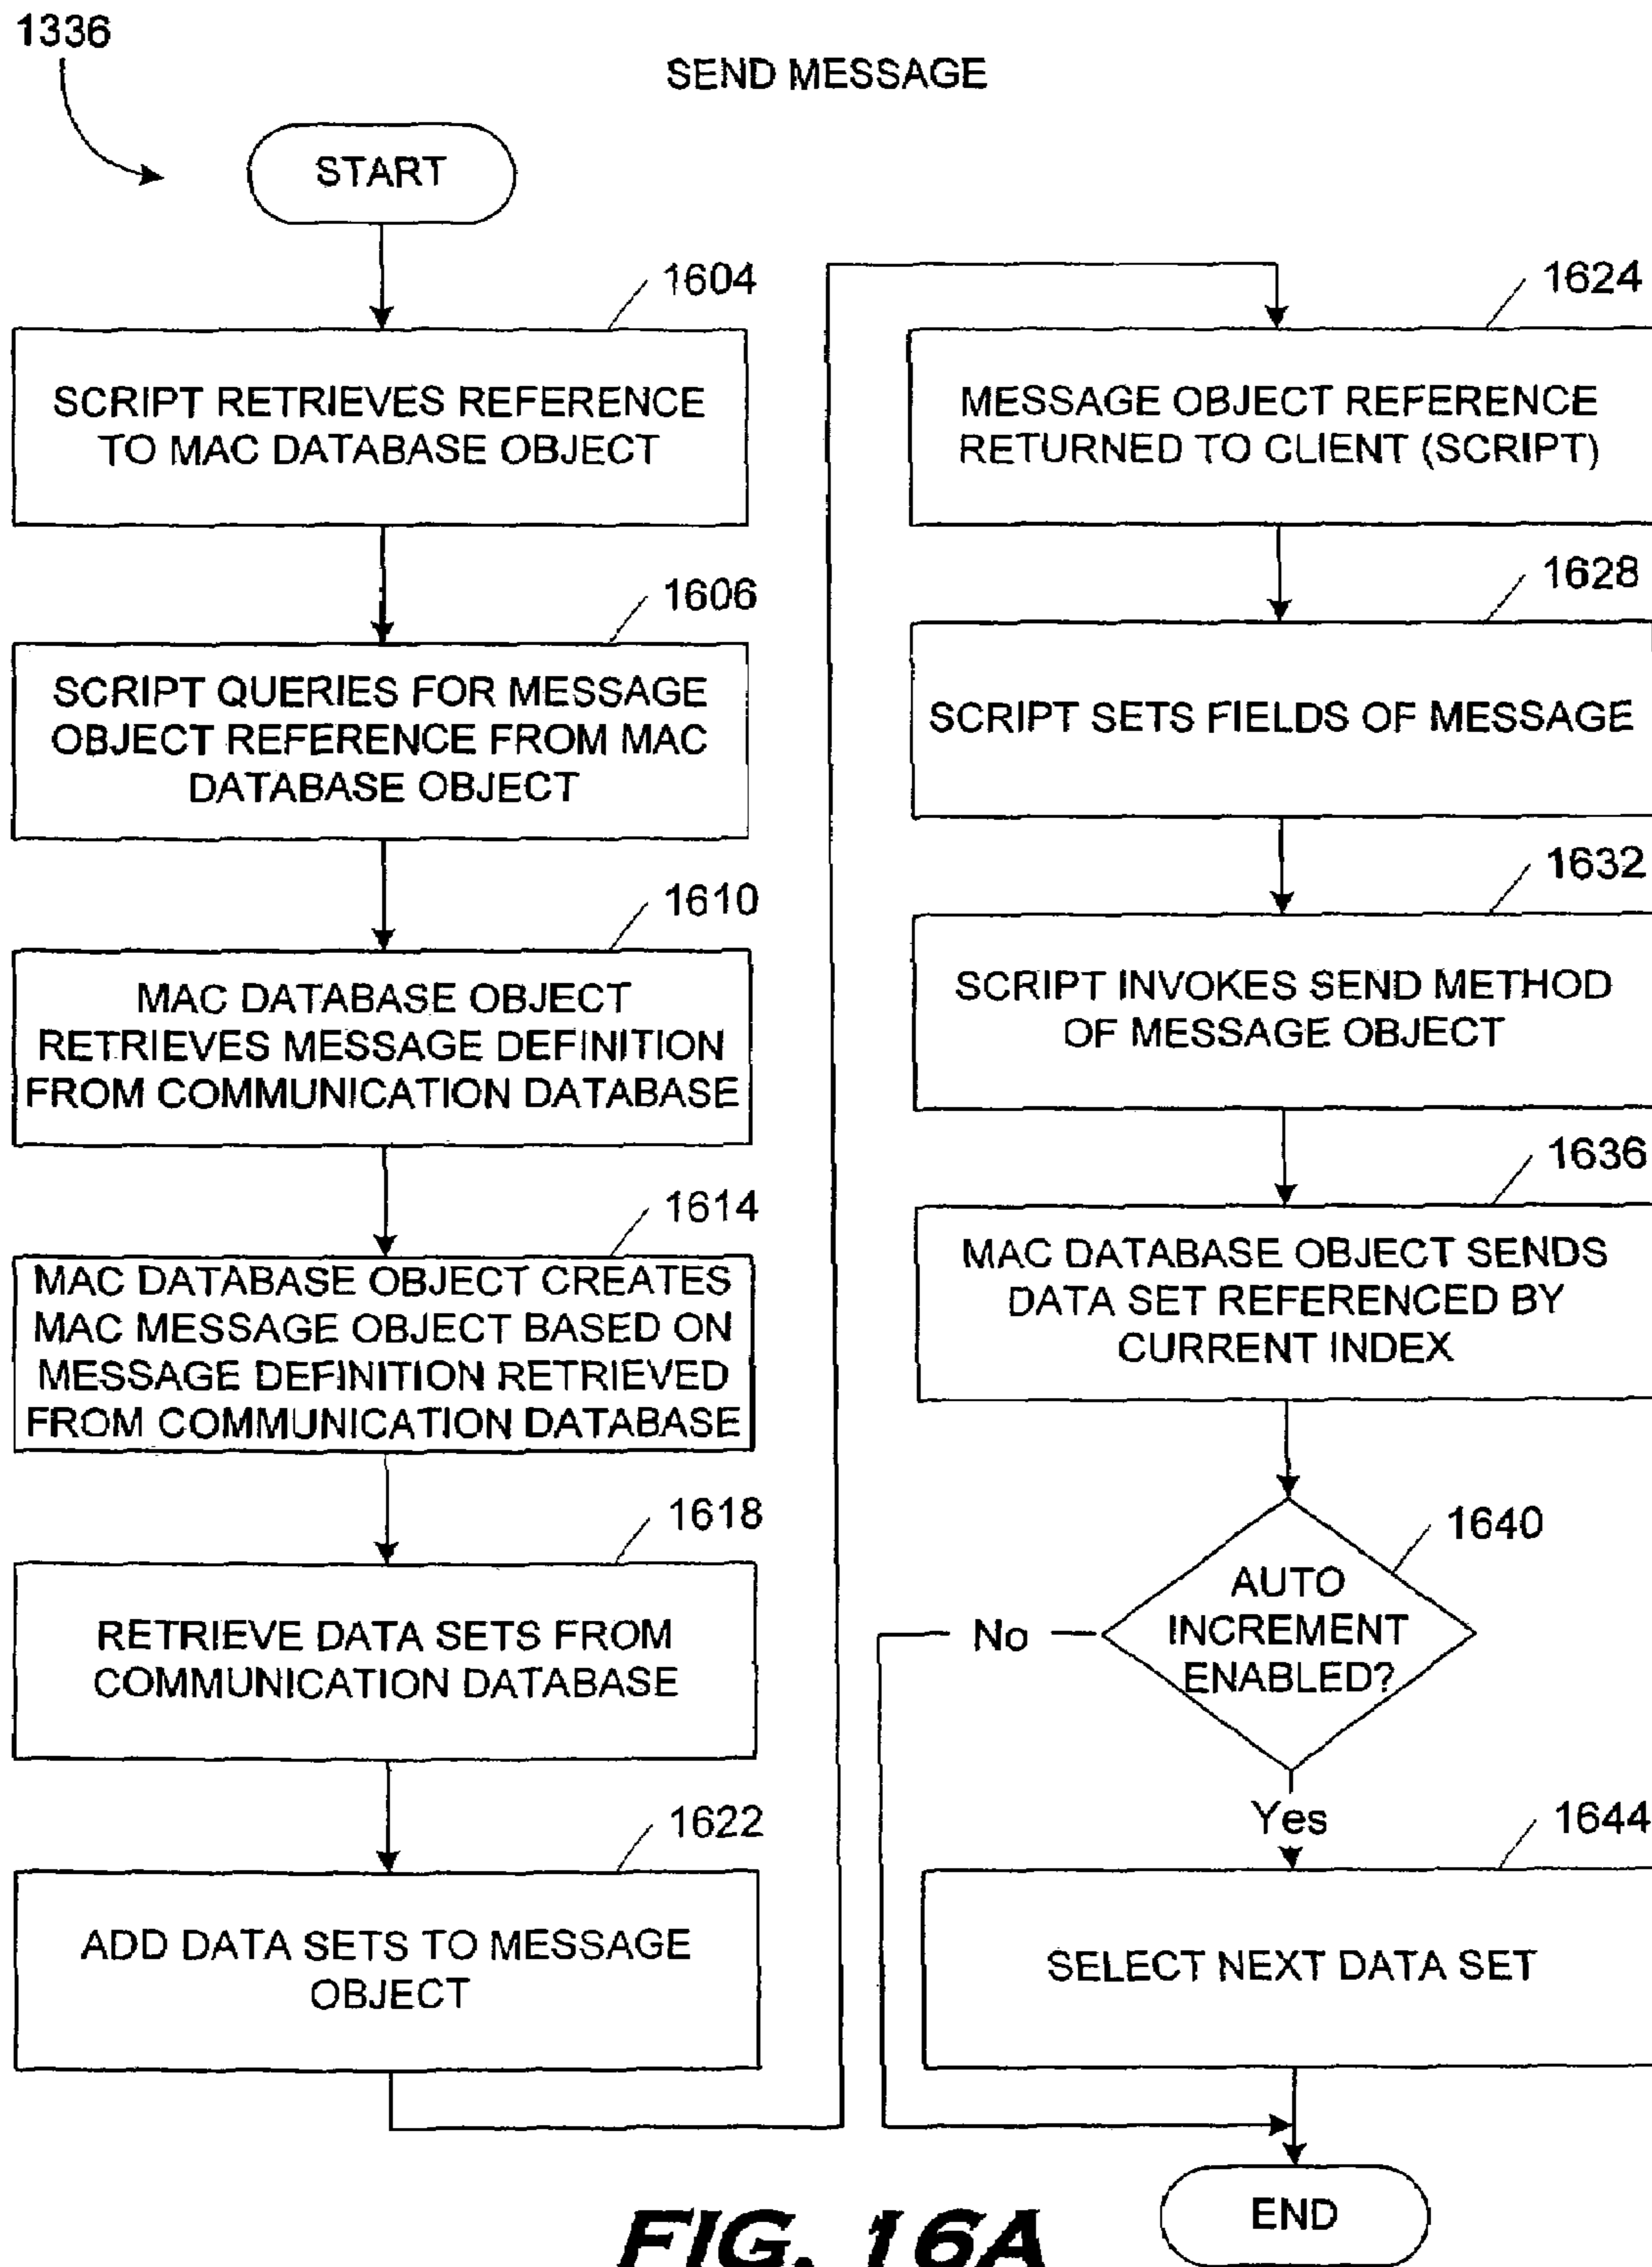 1336
SEND MESSAGE
START
1604
SCRIPT RETRIEVES REFERENCE
TO MAC DATABASE OBJECT
1606
SCRIPT QUERIES FOR MESSAGE
OBJECT REFERENCE FROM MAC
DATABASE OBJECT
1610
MAC DATABASE OBJECT
RETRIEVES MESSAGE DEFINITION
FROM COMMUNICATION DATABASE
1614
MAC DATABASE OBJECT CREATES
MAC MESSAGE OBJECT BASED ON
MESSAGE DEFINITION RETRIEVED
FROM COMMUNICATION DATABASE
1618
RETRIEVE DATA SETS FROM
COMMUNICATION DATABASE
1622
ADD DATA SETS TO MESSAGE
OBJECT
1624
MESSAGE OBJECT REFERENCE
RETURNED TO CLIENT (SCRIPT)
1628
SCRIPT SETS FIELDS OF MESSAGE
1632
SCRIPT INVOKES SEND METHOD
OF MESSAGE OBJECT
1636
MAC DATABASE OBJECT SENDS
DATA SET REFERENCED BY
CURRENT INDEX
1640
AUTO
INCREMENT
ENABLED?
No
Yes
1644
SELECT NEXT DATA SET
END
FIG. 16A